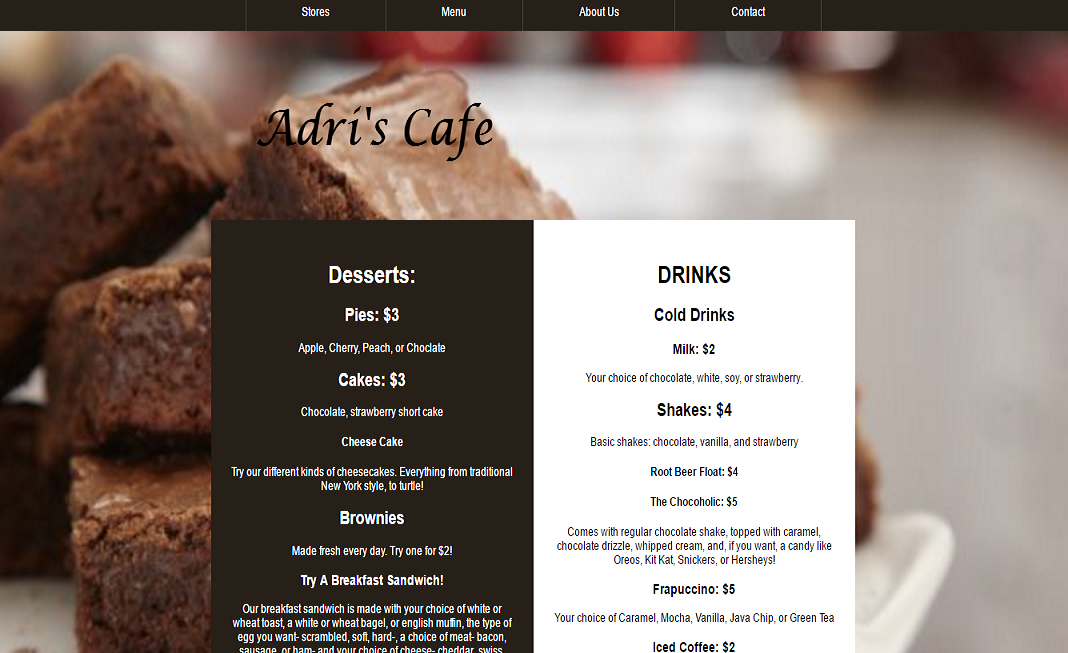 Stores
Menu
About Us
Contact
Adri's Cafe
Desserts:
Pies: $3
Apple, Cherry, Peach, or Choclate
Cakes: $3
Chocolate, strawberry short cake
Cheese Cake
Try our different kinds of cheesecakes. Everything from traditional
New York style, to turtle!
Brownies
Made fresh every day. Try one for $2!
Try A Breakfast Sandwich!
Our breakfast sandwich is made with your choice of white or
wheat toast, a white or wheat bagel, or english muffin, the type of
egg you want- scrambled, soft, hard-, a choice of meat- bacon,
sausage, or ham- and your choice of cheese- cheddar, swiss,
DRINKS
Cold Drinks
Milk: $2
Your choice of chocolate, white, soy, or strawberry.
Shakes: $4
Basic shakes: chocolate, vanilla, and strawberry
Root Beer Float: $4
The Chocoholic: $5
Comes with regular chocolate shake, topped with caramel,
chocolate drizzle, whipped cream, and, if you want, a candy like
Oreos, Kit Kat, Snickers, or Hersheys!
Frapuccino: $5
Your choice of Caramel, Mocha, Vanilla, Java Chip, or Green Tea
Iced Coffee: $2